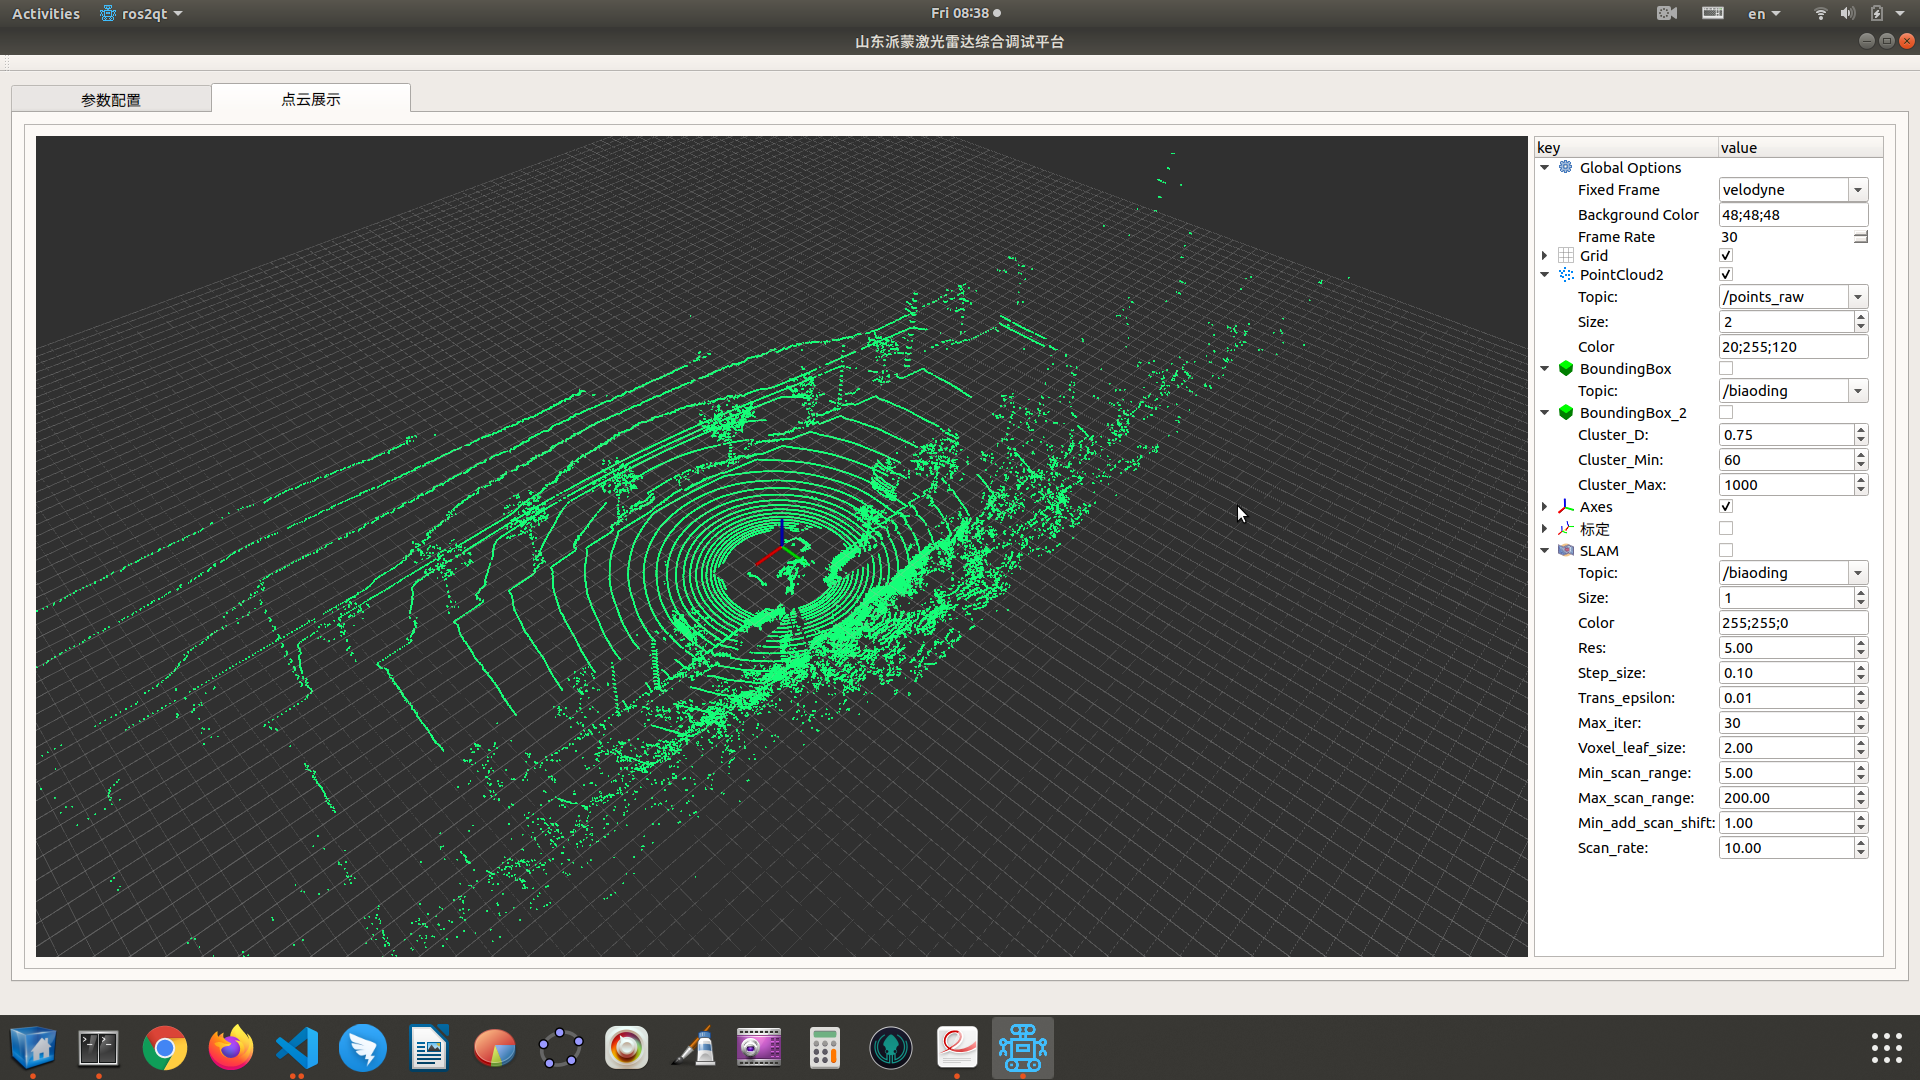 Activities ros2qt Fri 08:38 en
山东派蒙激光雷达综合调试平台
参数配置 点云展示
key value
Global Options
Fixed Frame velodyne
Background Color 48;48;48
Frame Rate 30
Grid
PointCloud2
Topic: /points_raw
Size: 2
Color 20;255;120
BoundingBox
Topic: /biaoding
BoundingBox_2
Cluster_D: 0.75
Cluster_Min: 60
Cluster_Max: 1000
Axes
标定
SLAM
Topic: /biaoding
Size: 1
Color 255;255;0
Res: 5.00
Step_size: 0.10
Trans_epsilon: 0.01
Max_iter: 30
Voxel_leaf_size: 2.00
Min_scan_range: 5.00
Max_scan_range: 200.00
Min_add_scan_shift: 1.00
Scan_rate: 10.00